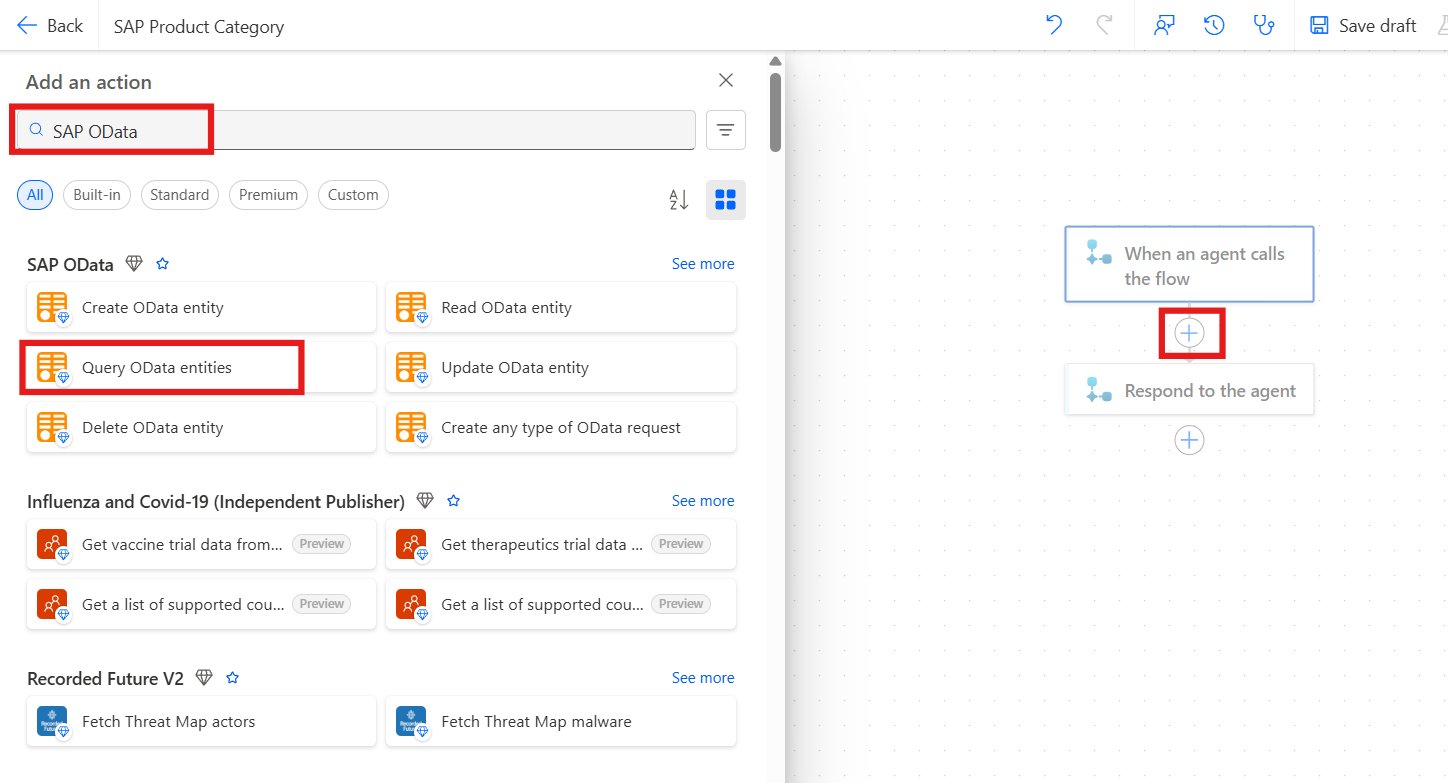 Back
SAP Product Category
Save draft
Add an action
SAP OData
All
Built-in
Standard
Premium
Custom
SAP OData
See more
Create OData entity
Read OData entity
Query OData entities
Update OData entity
Delete OData entity
Create any type of OData request
Influenza and Covid-19 (Independent Publisher)
See more
Get vaccine trial data from...
Preview
Get therapeutics trial data ...
Preview
Get a list of supported cou...
Preview
Get a list of supported cou...
Preview
Recorded Future V2
See more
Fetch Threat Map actors
Fetch Threat Map malware
When an agent calls
the flow
Respond to the agent